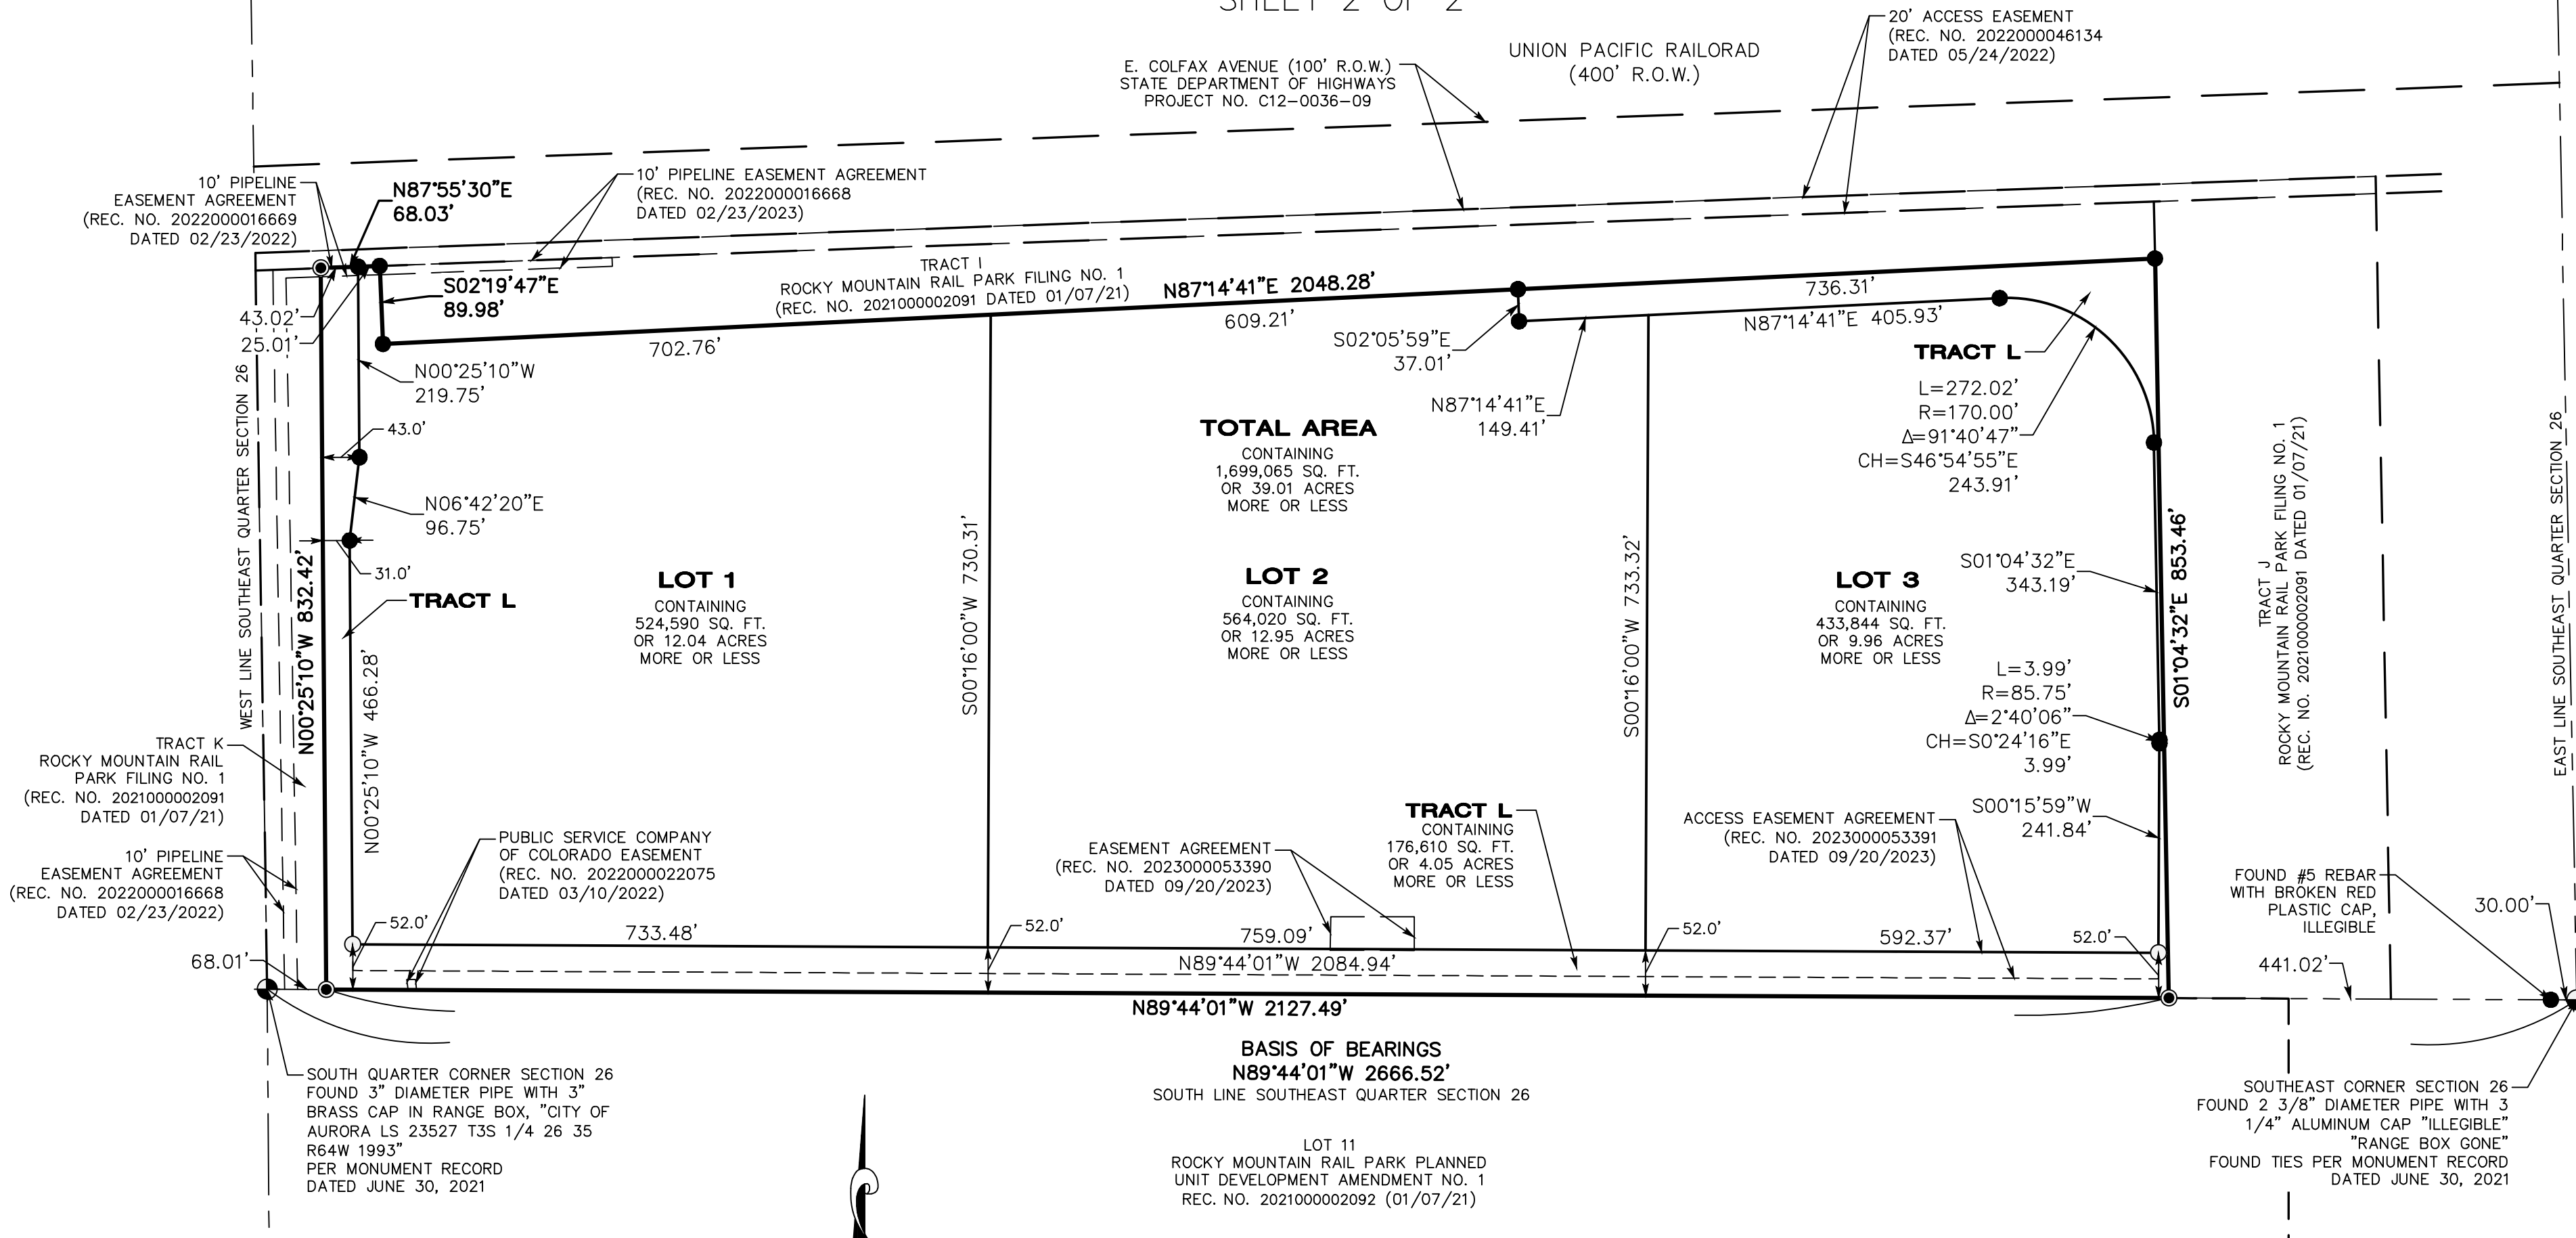 SHEET 2 OF 2
20' ACCESS EASEMENT
(REC. NO. 2022000046134
DATED 05/24/2022)
UNION PACIFIC RAILORAD
(400' R.O.W.)
E. COLFAX AVENUE (100' R.O.W.)
STATE DEPARTMENT OF HIGHWAYS
PROJECT NO. C12-0036-09
10' PIPELINE
EASEMENT AGREEMENT
(REC. NO. 2022000016669
DATED 02/23/2022)
N87°55'30"E
68.03'
10' PIPELINE EASEMENT AGREEMENT
(REC. NO. 2022000016668
DATED 02/23/2023)
S02°19'47"E
89.98'
TRACT I
ROCKY MOUNTAIN RAIL PARK FILING NO. 1
(REC. NO. 2021000002091 DATED 01/07/21)
N87°14'41"E 2048.28'
736.31'
609.21'
702.76'
43.02'
25.01'
N00°25'10"W
219.75'
43.0'
N06°42'20"E
96.75'
31.0'
TRACT L
S02°05'59"E
37.01'
N87°14'41"E 405.93'
N87°14'41"E
149.41'
TRACT L
L=272.02'
R=170.00'
Δ=91°40'47"
CH=S46°54'55"E
243.91'
TOTAL AREA
CONTAINING
1,699,065 SQ. FT.
OR 39.01 ACRES
MORE OR LESS
WEST LINE SOUTHEAST QUARTER SECTION 26
N00°25'10"W 832.42'
N00°25'10"W 466.28'
LOT 1
CONTAINING
524,590 SQ. FT.
OR 12.04 ACRES
MORE OR LESS
S00°16'00"W 730.31'
LOT 2
CONTAINING
564,020 SQ. FT.
OR 12.95 ACRES
MORE OR LESS
S00°16'00"W 733.32'
LOT 3
CONTAINING
433,844 SQ. FT.
OR 9.96 ACRES
MORE OR LESS
S01°04'32"E
343.19'
S01°04'32"E 853.46'
L=3.99'
R=85.75'
Δ=2°40'06"
CH=S0°24'16"E
3.99'
S00°15'59"W
241.84'
TRACT J
ROCKY MOUNTAIN RAIL PARK FILING NO. 1
(REC. NO. 2021000002091 DATED 01/07/21)
EAST LINE SOUTHEAST QUARTER SECTION 26
TRACT K
ROCKY MOUNTAIN RAIL
PARK FILING NO. 1
(REC. NO. 2021000002091
DATED 01/07/21)
10' PIPELINE
EASEMENT AGREEMENT
(REC. NO. 2022000016668
DATED 02/23/2022)
PUBLIC SERVICE COMPANY
OF COLORADO EASEMENT
(REC. NO. 2022000022075
DATED 03/10/2022)
EASEMENT AGREEMENT
(REC. NO. 2023000053390
DATED 09/20/2023)
TRACT L
CONTAINING
176,610 SQ. FT.
OR 4.05 ACRES
MORE OR LESS
ACCESS EASEMENT AGREEMENT
(REC. NO. 2023000053391
DATED 09/20/2023)
FOUND #5 REBAR
WITH BROKEN RED
PLASTIC CAP,
ILLEGIBLE
30.00'
441.02'
68.01'
52.0'
733.48'
52.0'
759.09'
52.0'
592.37'
52.0'
N89°44'01"W 2084.94'
N89°44'01"W 2127.49'
BASIS OF BEARINGS
N89°44'01"W 2666.52'
SOUTH LINE SOUTHEAST QUARTER SECTION 26
SOUTH QUARTER CORNER SECTION 26
FOUND 3" DIAMETER PIPE WITH 3"
BRASS CAP IN RANGE BOX, "CITY OF
AURORA LS 23527 T3S 1/4 26 35
R64W 1993"
PER MONUMENT RECORD
DATED JUNE 30, 2021
LOT 11
ROCKY MOUNTAIN RAIL PARK PLANNED
UNIT DEVELOPMENT AMENDMENT NO. 1
REC. NO. 2021000002092 (01/07/21)
SOUTHEAST CORNER SECTION 26
FOUND 2 3/8" DIAMETER PIPE WITH 3
1/4" ALUMINUM CAP "ILLEGIBLE"
"RANGE BOX GONE"
FOUND TIES PER MONUMENT RECORD
DATED JUNE 30, 2021